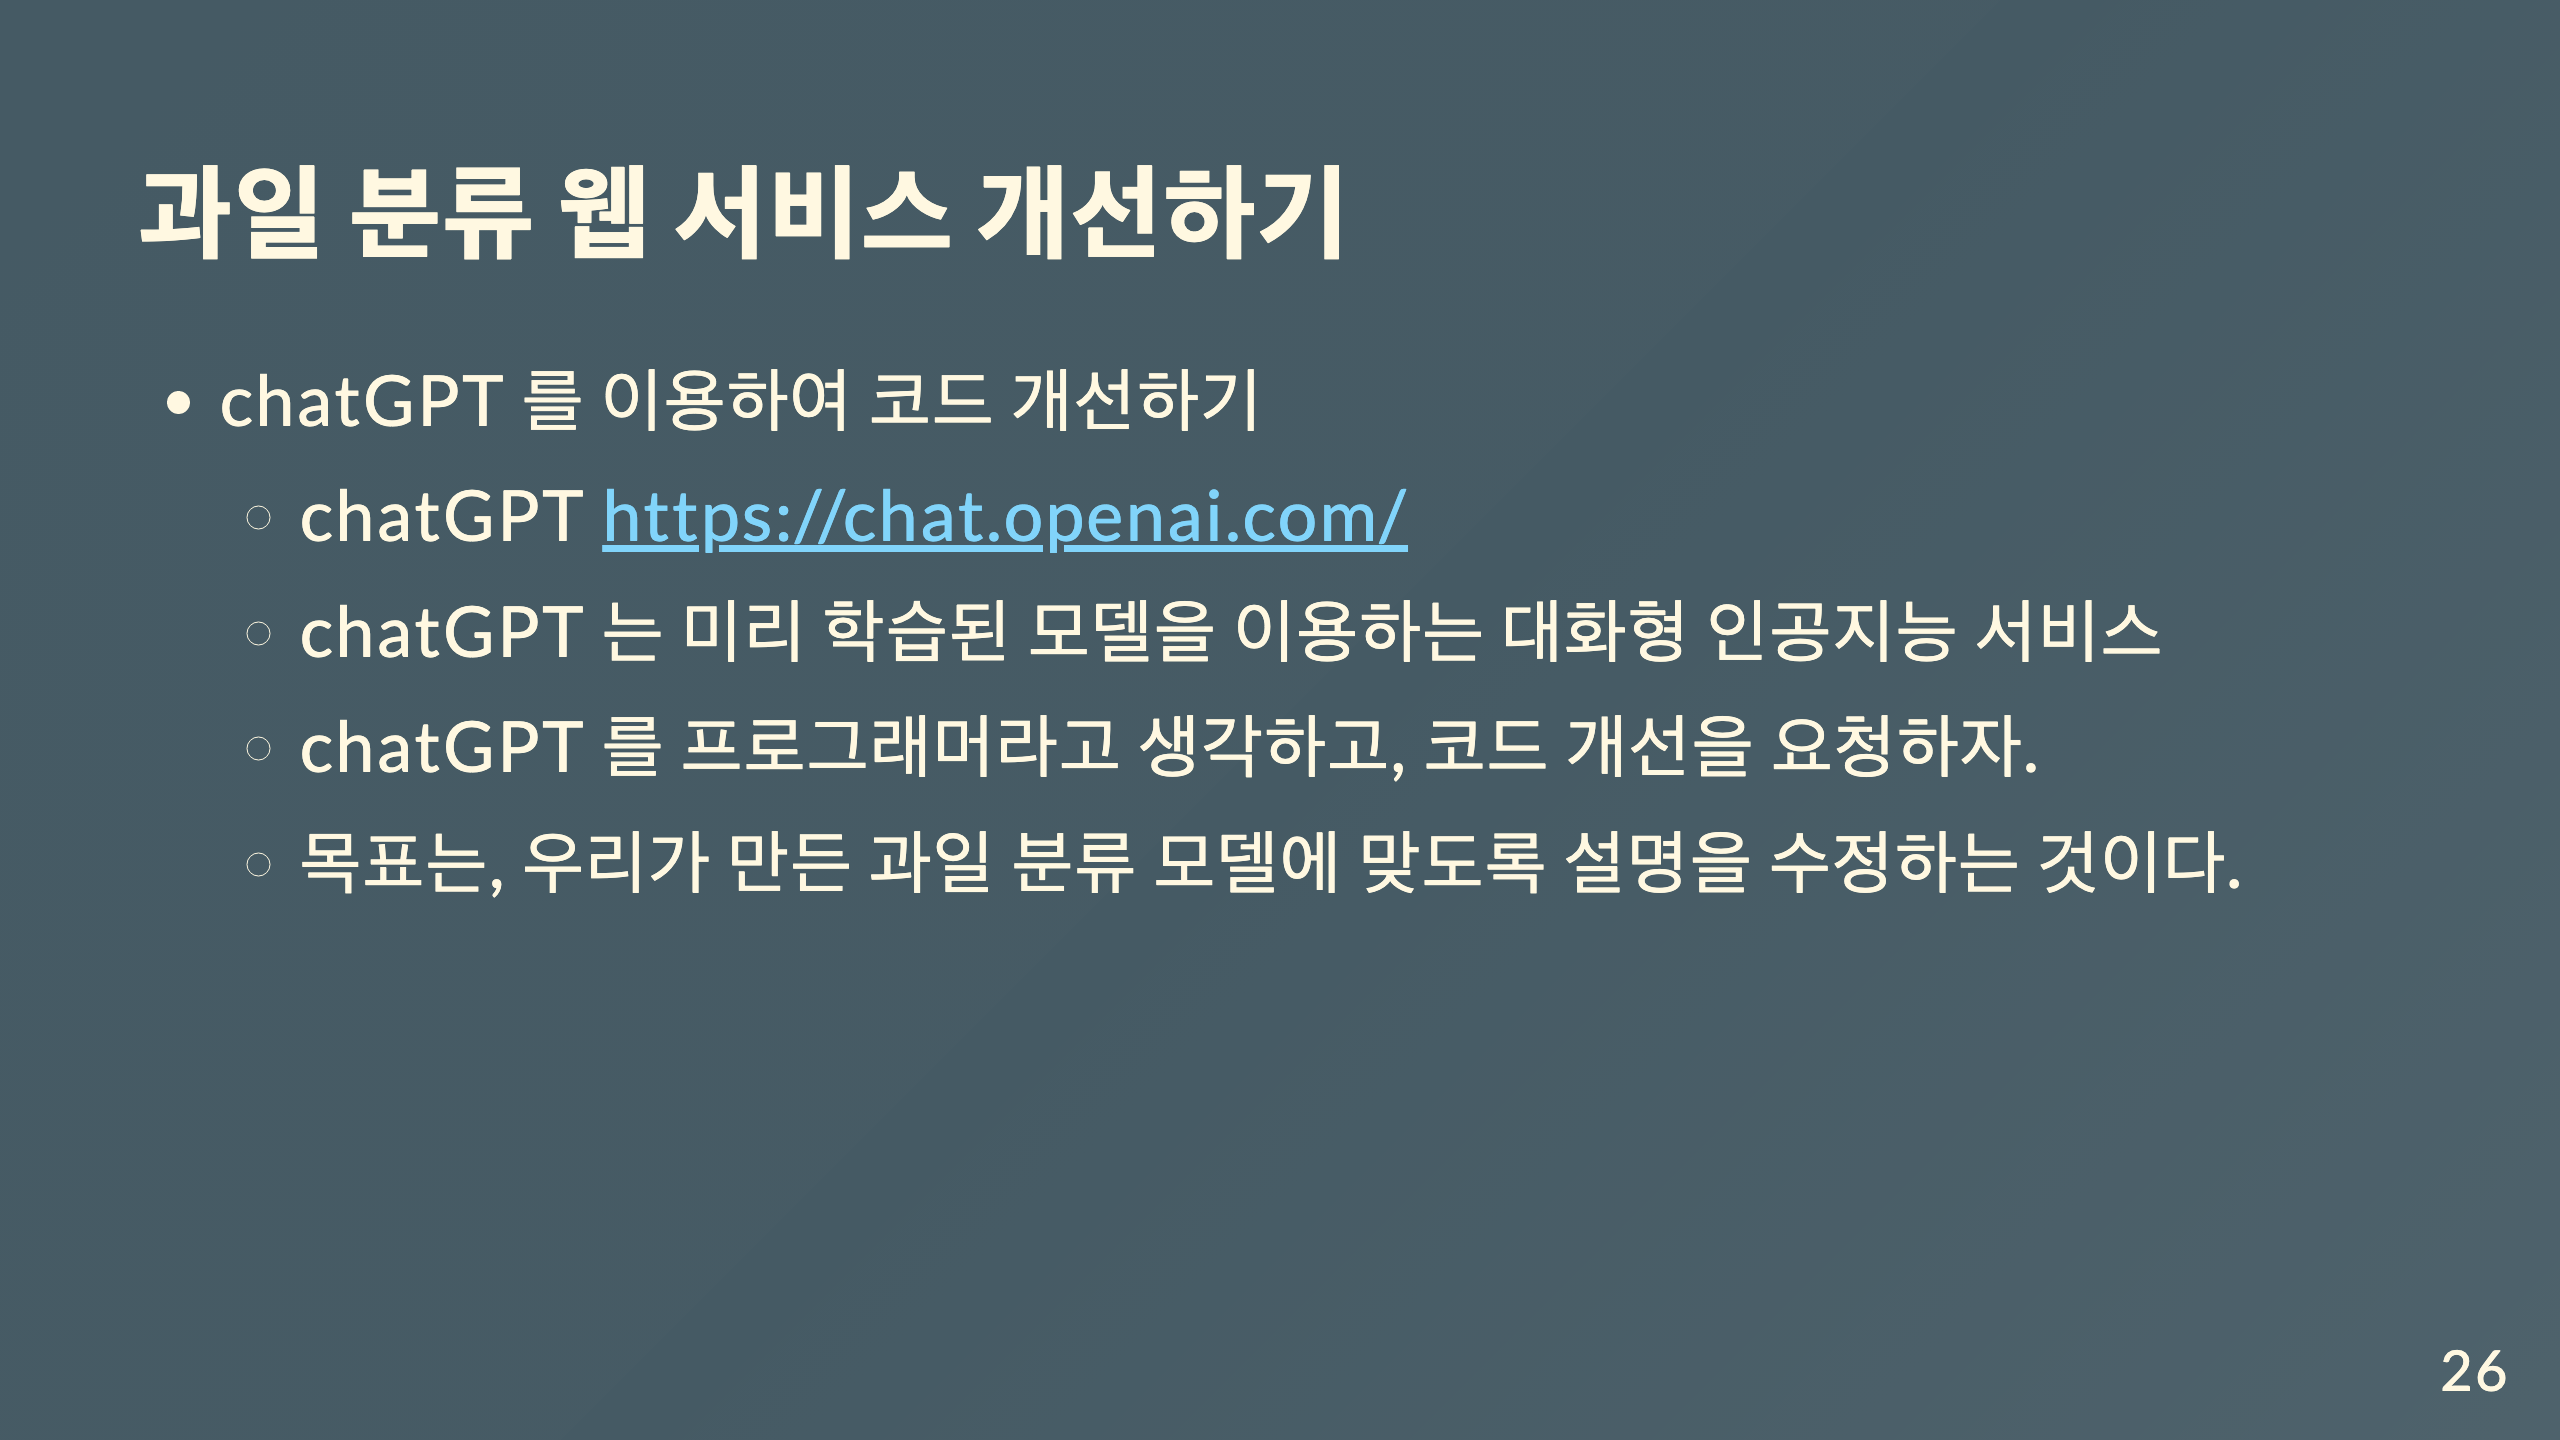 과일 분류 웹 서비스 개선하기
• chatGPT 를 이용하여 코드 개선하기
○ chatGPT https://chat.openai.com/
○ chatGPT 는 미리 학습된 모델을 이용하는 대화형 인공지능 서비스
○ chatGPT 를 프로그래머라고 생각하고, 코드 개선을 요청하자.
○ 목표는, 우리가 만든 과일 분류 모델에 맞도록 설명을 수정하는 것이다.
26